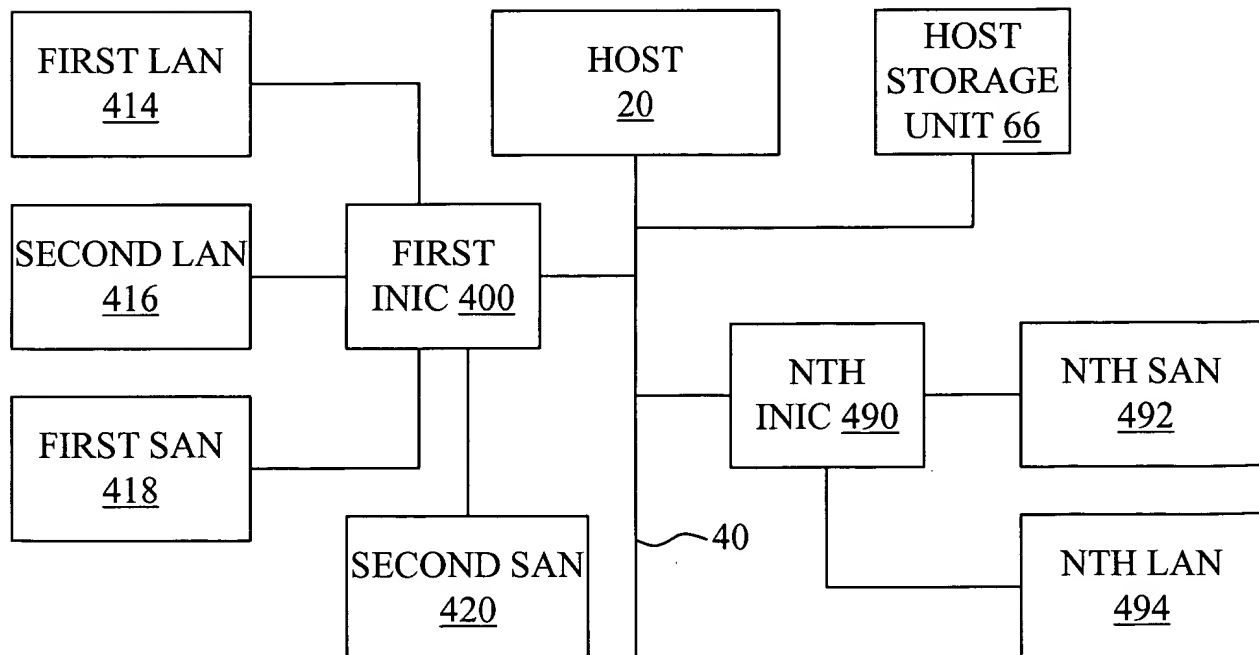 FIRST LAN
414
HOST
20
HOST
STORAGE
UNIT 66
SECOND LAN
416
FIRST
INIC 400
FIRST SAN
418
NTH
INIC 490
NTH SAN
492
SECOND SAN
420
40
NTH LAN
494